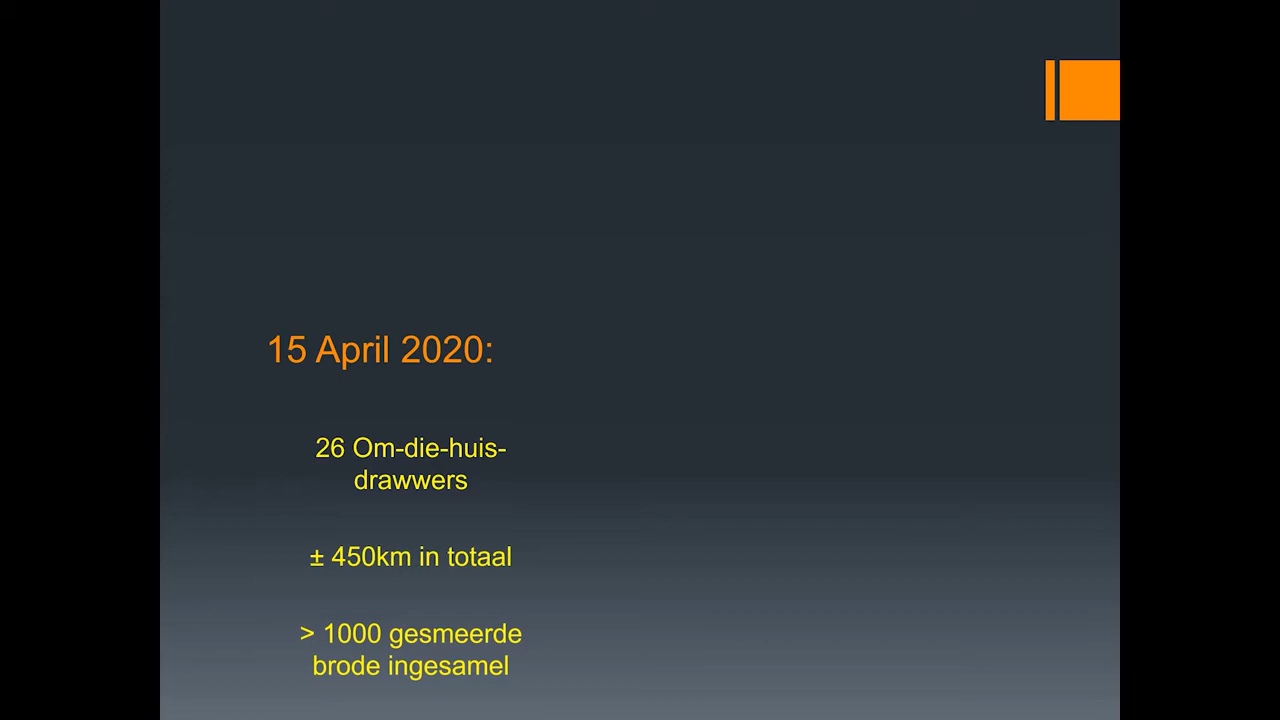 15 April 2020:
26 Om-die-huis-
drawwers
± 450km in totaal
> 1000 gesmeerde
brode ingesamel